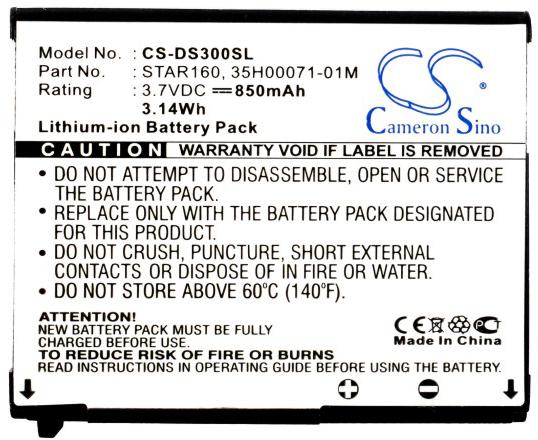 Model No. : CS-DS300SL
Part No. : STAR160, 35H00071-01M
Rating : 3.7VDC ⎓850mAh
3.14Wh
Lithium-ion Battery Pack
CS
Cameron Sino
CAUTION WARRANTY VOID IF LABEL IS REMOVED
• DO NOT ATTEMPT TO DISASSEMBLE, OPEN OR SERVICE
THE BATTERY PACK.
• REPLACE ONLY WITH THE BATTERY PACK DESIGNATED
FOR THIS PRODUCT.
• DO NOT CRUSH, PUNCTURE, SHORT EXTERNAL
CONTACTS OR DISPOSE OF IN FIRE OR WATER.
• DO NOT STORE ABOVE 60°C (140°F).
ATTENTION!
NEW BATTERY PACK MUST BE FULLY
CHARGED BEFORE FIRST USE.
TO REDUCE RISK OF FIRE OR BURNS
READ INSTRUCTIONS IN DEPTH CAREFULLY BEFORE USING THE BATTERY.
CE PCT
Made In China
+ −